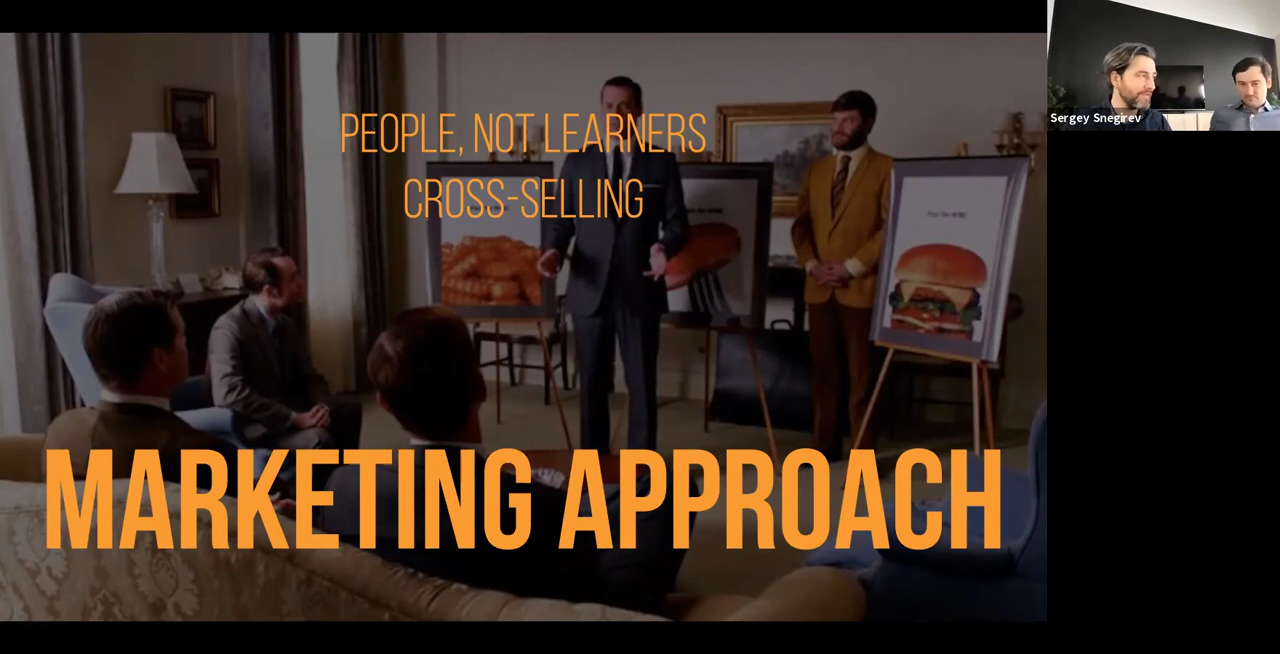 PEOPLE, NOT LEARNERS
CROSS-SELLING
MARKETING APPROACH
Sergey Snegirev